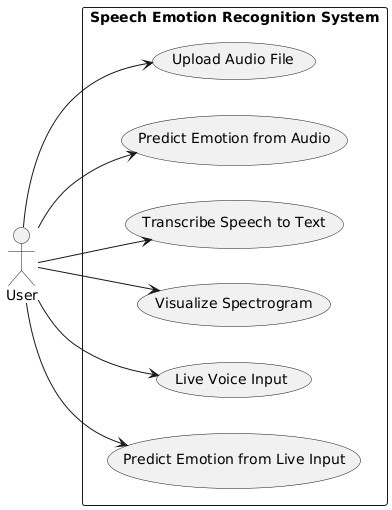 Speech Emotion Recognition System
Upload Audio File
Predict Emotion from Audio
Transcribe Speech to Text
User
Visualize Spectrogram
Live Voice Input
Predict Emotion from Live Input